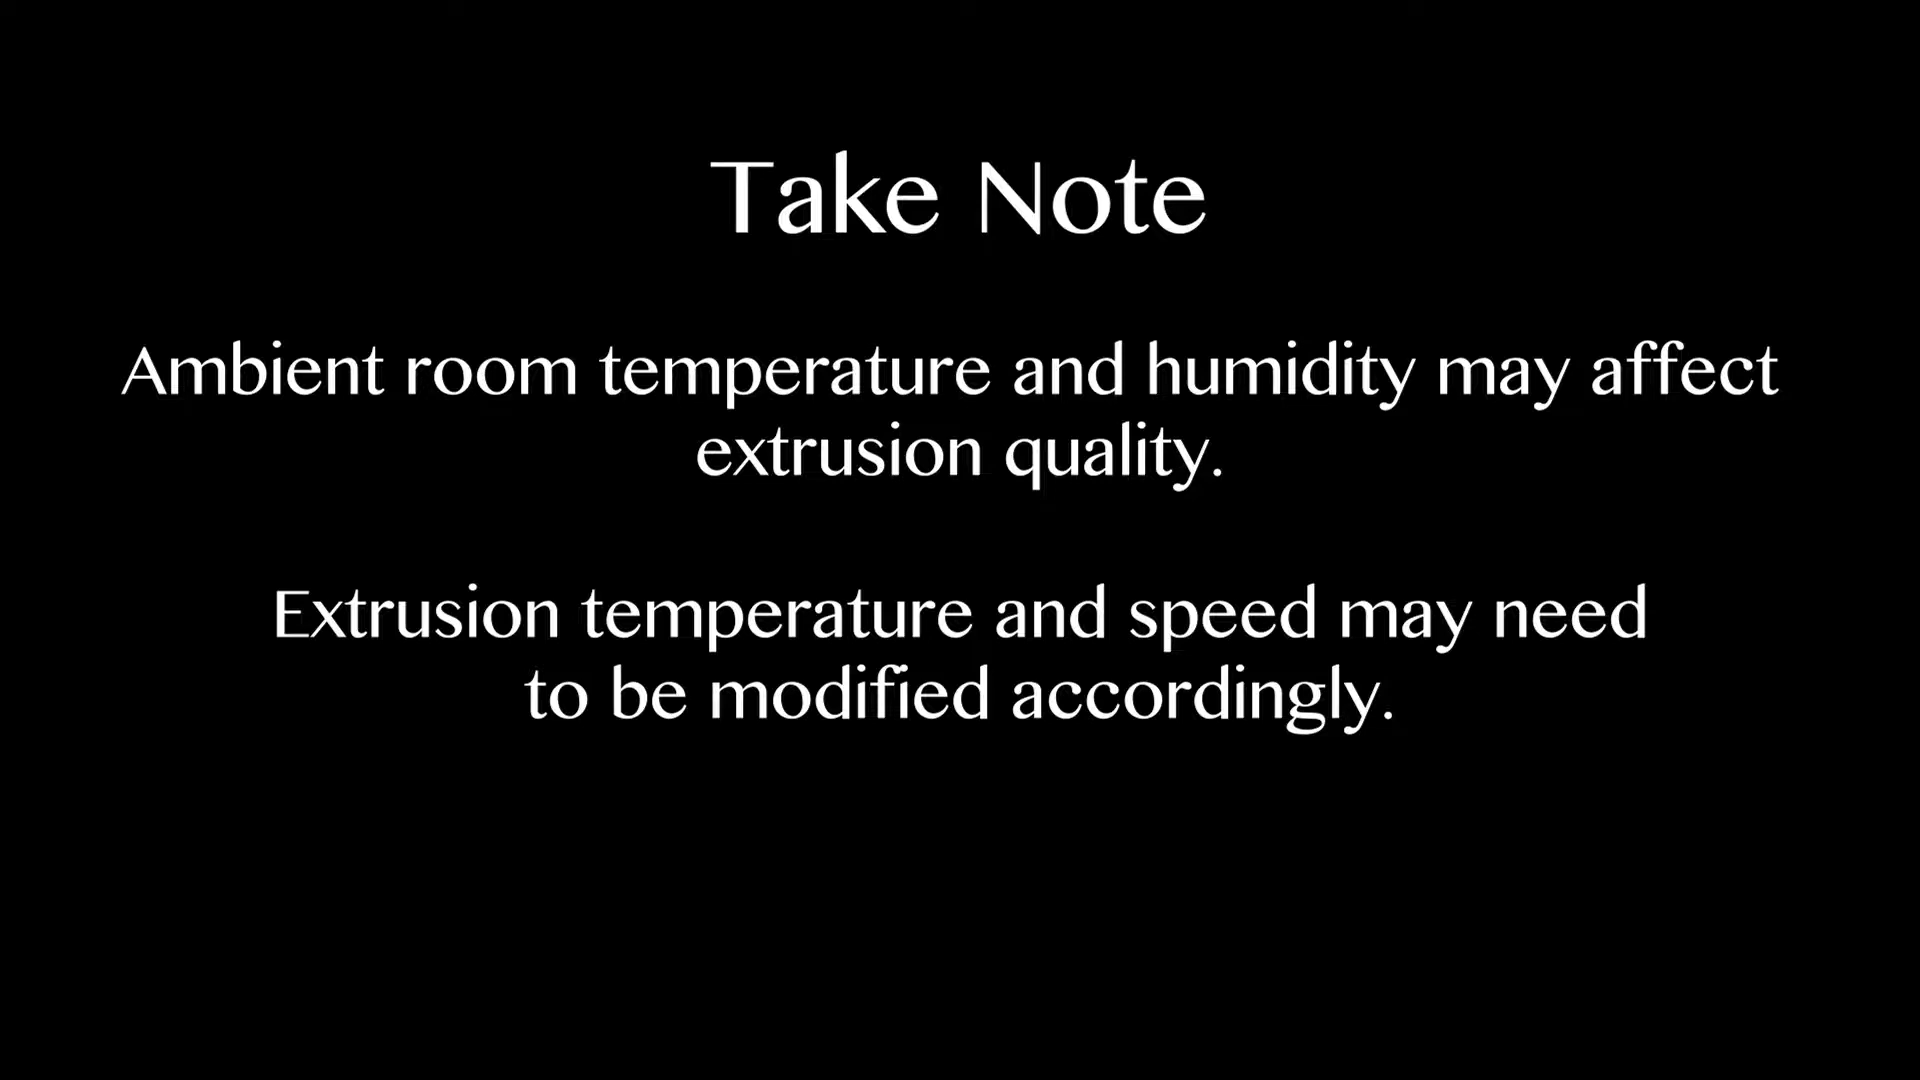 Take Note
Ambient room temperature and humidity may affect
extrusion quality.
Extrusion temperature and speed may need
to be modified accordingly.